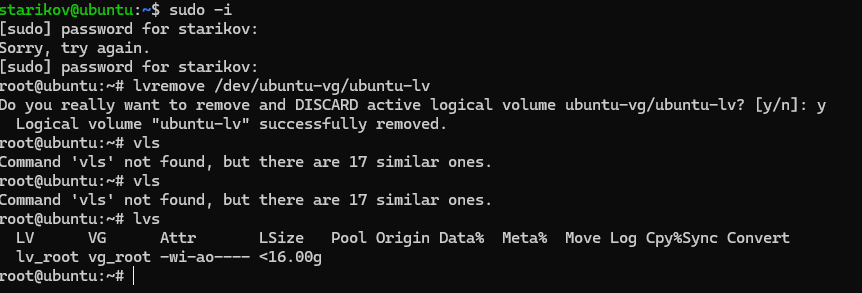 starikov@ubuntu:~$ sudo -i
[sudo] password for starikov:
Sorry, try again.
[sudo] password for starikov:
root@ubuntu:~# lvremove /dev/ubuntu-vg/ubuntu-lv
Do you really want to remove and DISCARD active logical volume ubuntu-vg/ubuntu-lv? [y/n]: y
  Logical volume "ubuntu-lv" successfully removed.
root@ubuntu:~# vls
Command 'vls' not found, but there are 17 similar ones.
root@ubuntu:~# vls
Command 'vls' not found, but there are 17 similar ones.
root@ubuntu:~# lvs
  LV      VG      Attr       LSize   Pool Origin Data%  Meta%  Move Log Cpy%Sync Convert
  lv_root vg_root -wi-ao---- <16.00g
root@ubuntu:~#